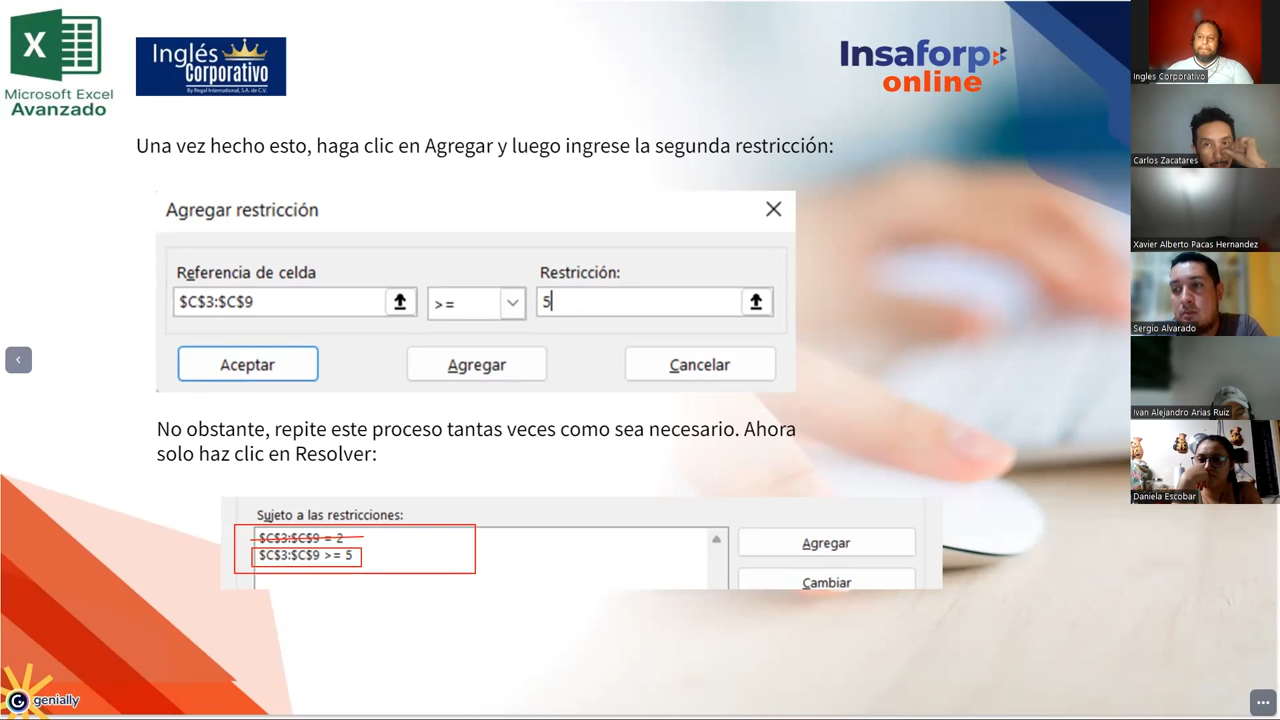 Microsoft Excel
Avanzado
Inglés
Corporativo
By Regal International, S.A. de C.V.
Insaforp
online
Una vez hecho esto, haga clic en Agregar y luego ingrese la segunda restricción:
Agregar restricción
Referencia de celda
Restricción:
$C$3:$C$9
>=
5
Aceptar
Agregar
Cancelar
No obstante, repite este proceso tantas veces como sea necesario. Ahora
solo haz clic en Resolver:
Sujeto a las restricciones:
$C$3:$C$9 = 2
$C$3:$C$9 >= 5
Agregar
Cambiar
genially
Ingles Corporativo
Carlos Zacatares
Xavier Alberto Pacas Hernandez
Sergio Alvarado
Ivan Alejandro Arias Ruiz
Daniela Escobar